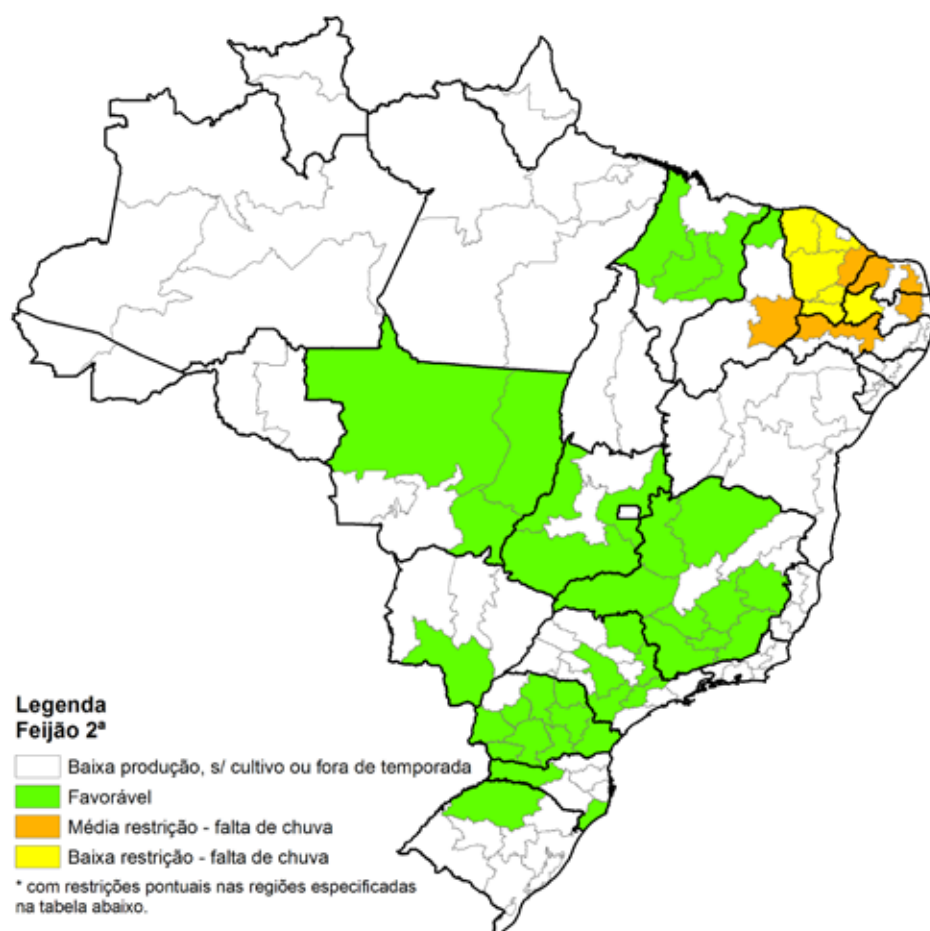 Legenda
Feijão 2ª
Baixa produção, s/ cultivo ou fora de temporada
Favorável
Média restrição - falta de chuva
Baixa restrição - falta de chuva
* com restrições pontuais nas regiões especificadas
na tabela abaixo.